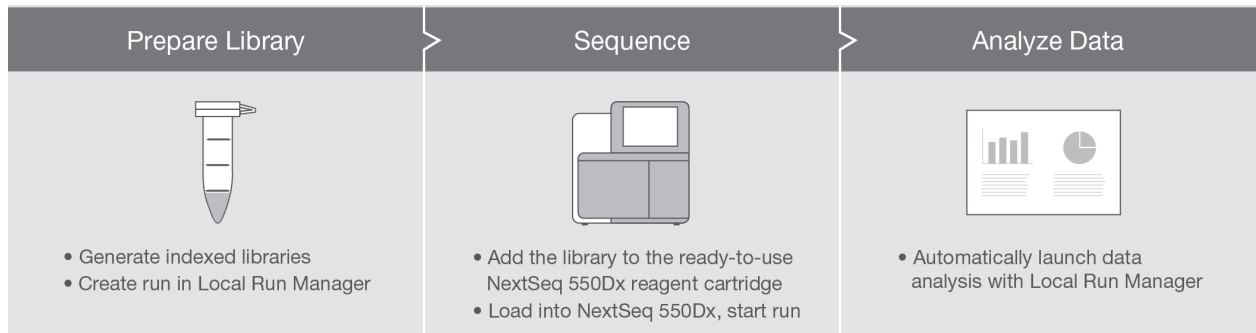 Prepare Library
Sequence
Analyze Data
• Generate indexed libraries
• Create run in Local Run Manager
• Add the library to the ready-to-use
NextSeq 550Dx reagent cartridge
• Load into NextSeq 550Dx, start run
• Automatically launch data
analysis with Local Run Manager